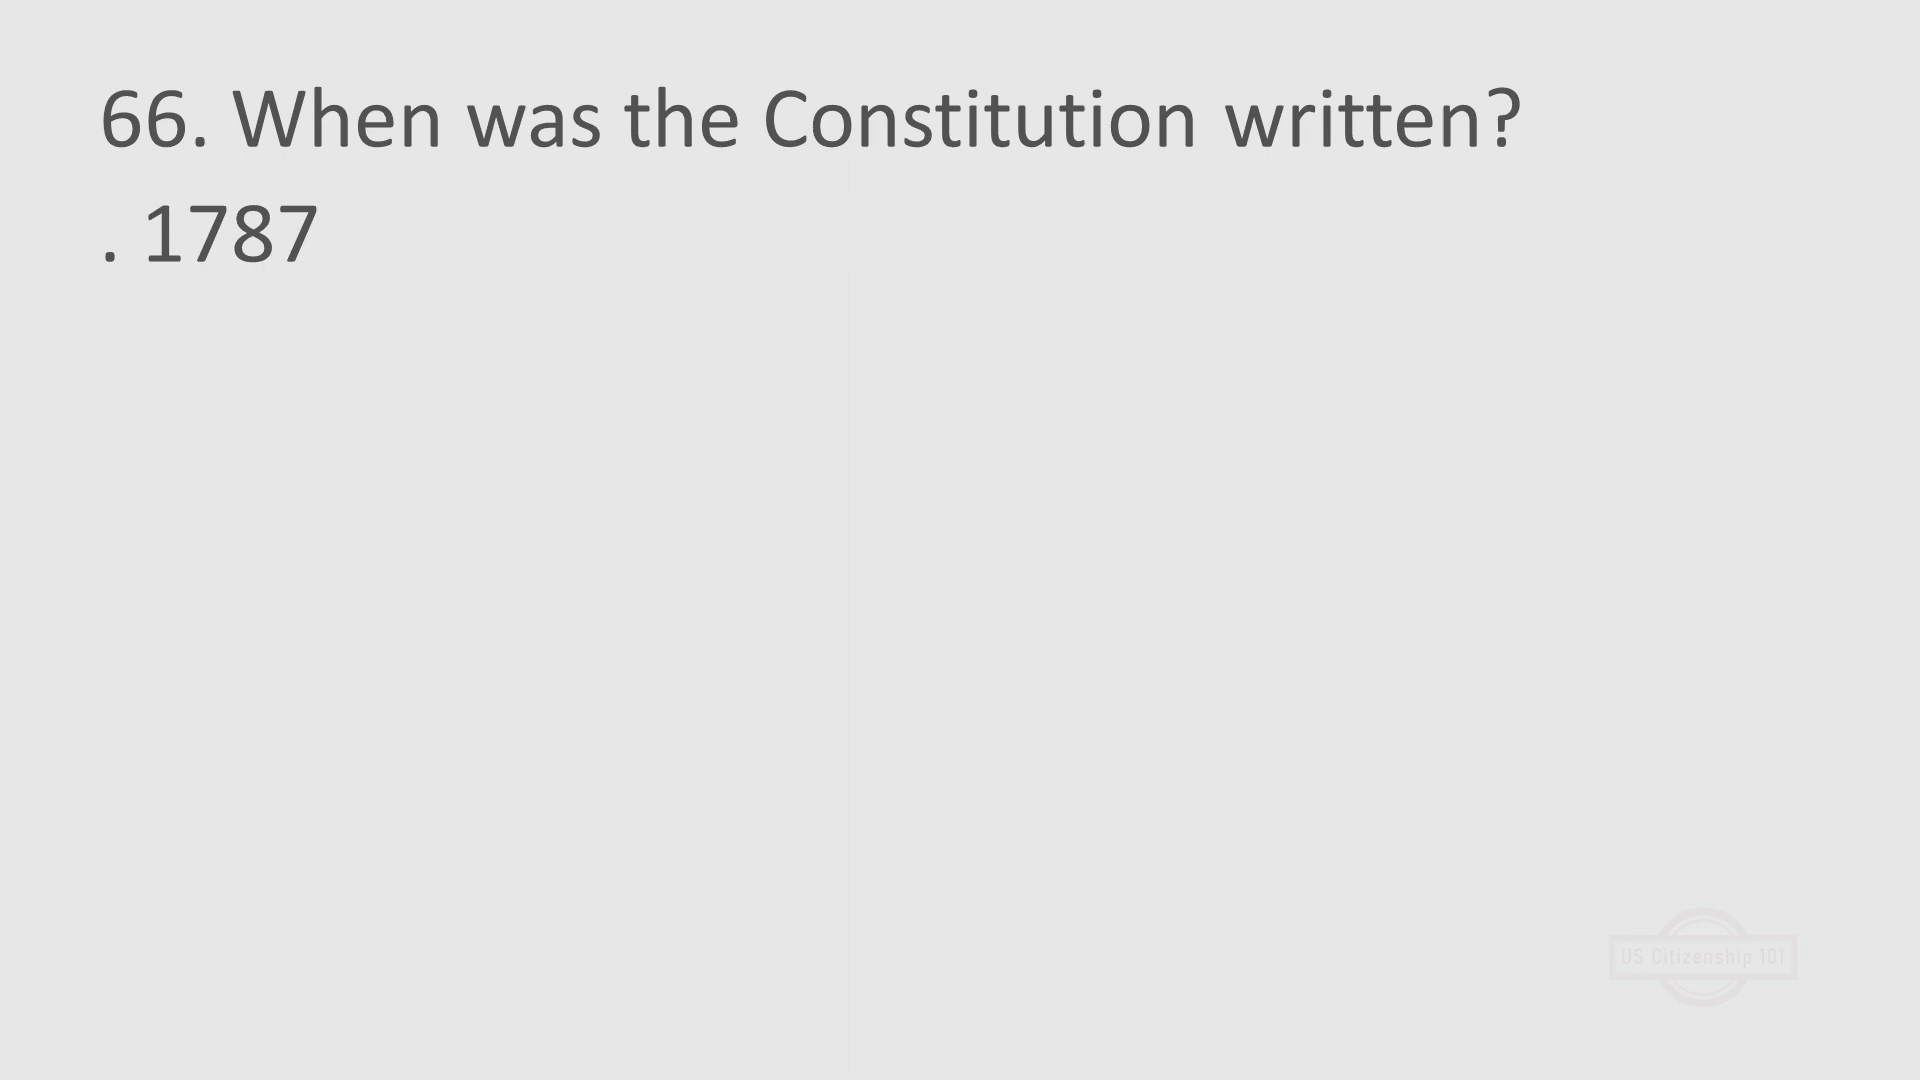 66. When was the Constitution written?
. 1787
US Citizenship 101